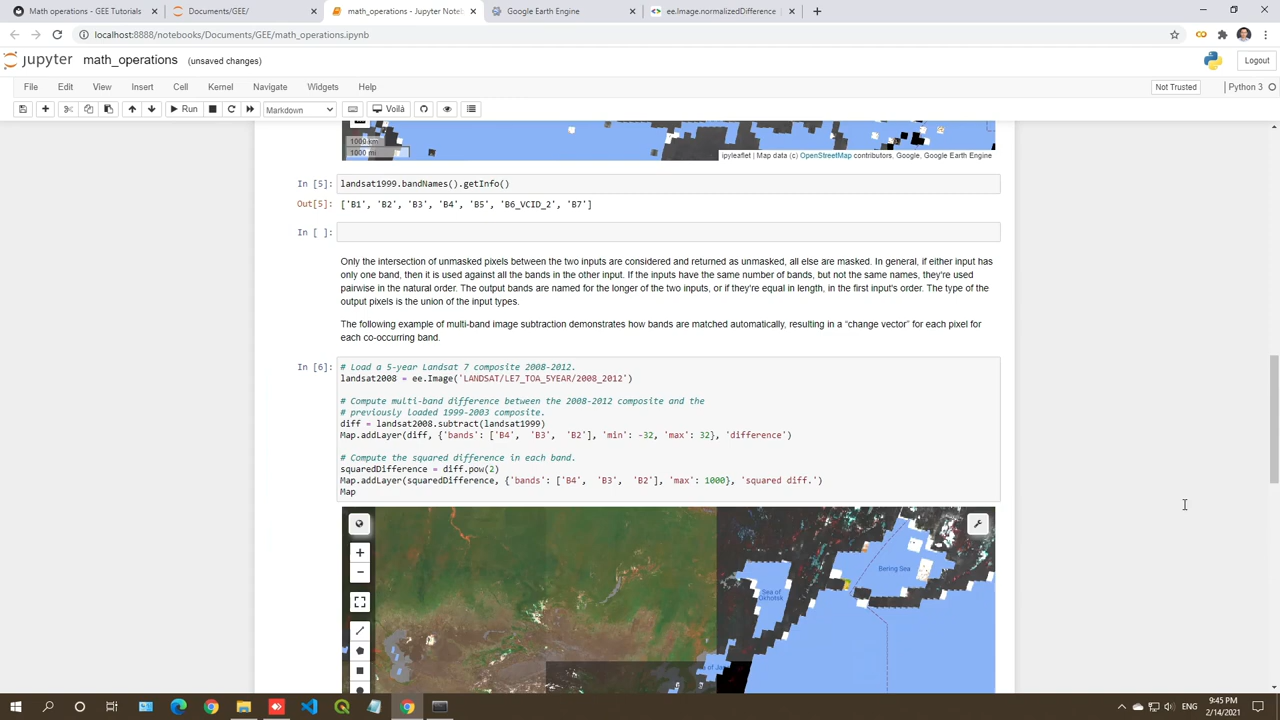 Math operations - GEE Tutorials
Documents/GEE/
math_operations - Jupyter Note
Google Earth Engine
ee.Image.normalizedDifference
localhost:8888/notebooks/Documents/GEE/math_operations.ipynb
jupyter math_operations (unsaved changes)
Logout
File Edit View Insert Cell Kernel Navigate Widgets Help
Not Trusted Python 3
Run Markdown Voilà
1000 km
1000 mi
ipyleaflet | Map data (c) OpenStreetMap contributors, Google, Google Earth Engine
In [5]: landsat1999.bandNames().getInfo()
Out[5]: ['B1', 'B2', 'B3', 'B4', 'B5', 'B6_VCID_2', 'B7']
In [ ]:
Only the intersection of unmasked pixels between the two inputs are considered and returned as unmasked, all else are masked. In general, if either input has
only one band, then it is used against all the bands in the other input. If the inputs have the same number of bands, but not the same names, they're used
pairwise in the natural order. The output bands are named for the longer of the two inputs, or if they're equal in length, in the first input's order. The type of the
output pixels is the union of the input types.
The following example of multi-band image subtraction demonstrates how bands are matched automatically, resulting in a “change vector” for each pixel for
each co-occurring band.
In [6]: # Load a 5-year Landsat 7 composite 2008-2012.
landsat2008 = ee.Image('LANDSAT/LE7_TOA_5YEAR/2008_2012')
# Compute multi-band difference between the 2008-2012 composite and the
# previously loaded 1999-2003 composite.
diff = landsat2008.subtract(landsat1999)
Map.addLayer(diff, {'bands': ['B4', 'B3', 'B2'], 'min': -32, 'max': 32}, 'difference')
# Compute the squared difference in each band.
squaredDifference = diff.pow(2)
Map.addLayer(squaredDifference, {'bands': ['B4', 'B3', 'B2'], 'max': 1000}, 'squared diff.')
Map
Bering Sea
Sea of
Okhotsk
9:45 PM
2/14/2021